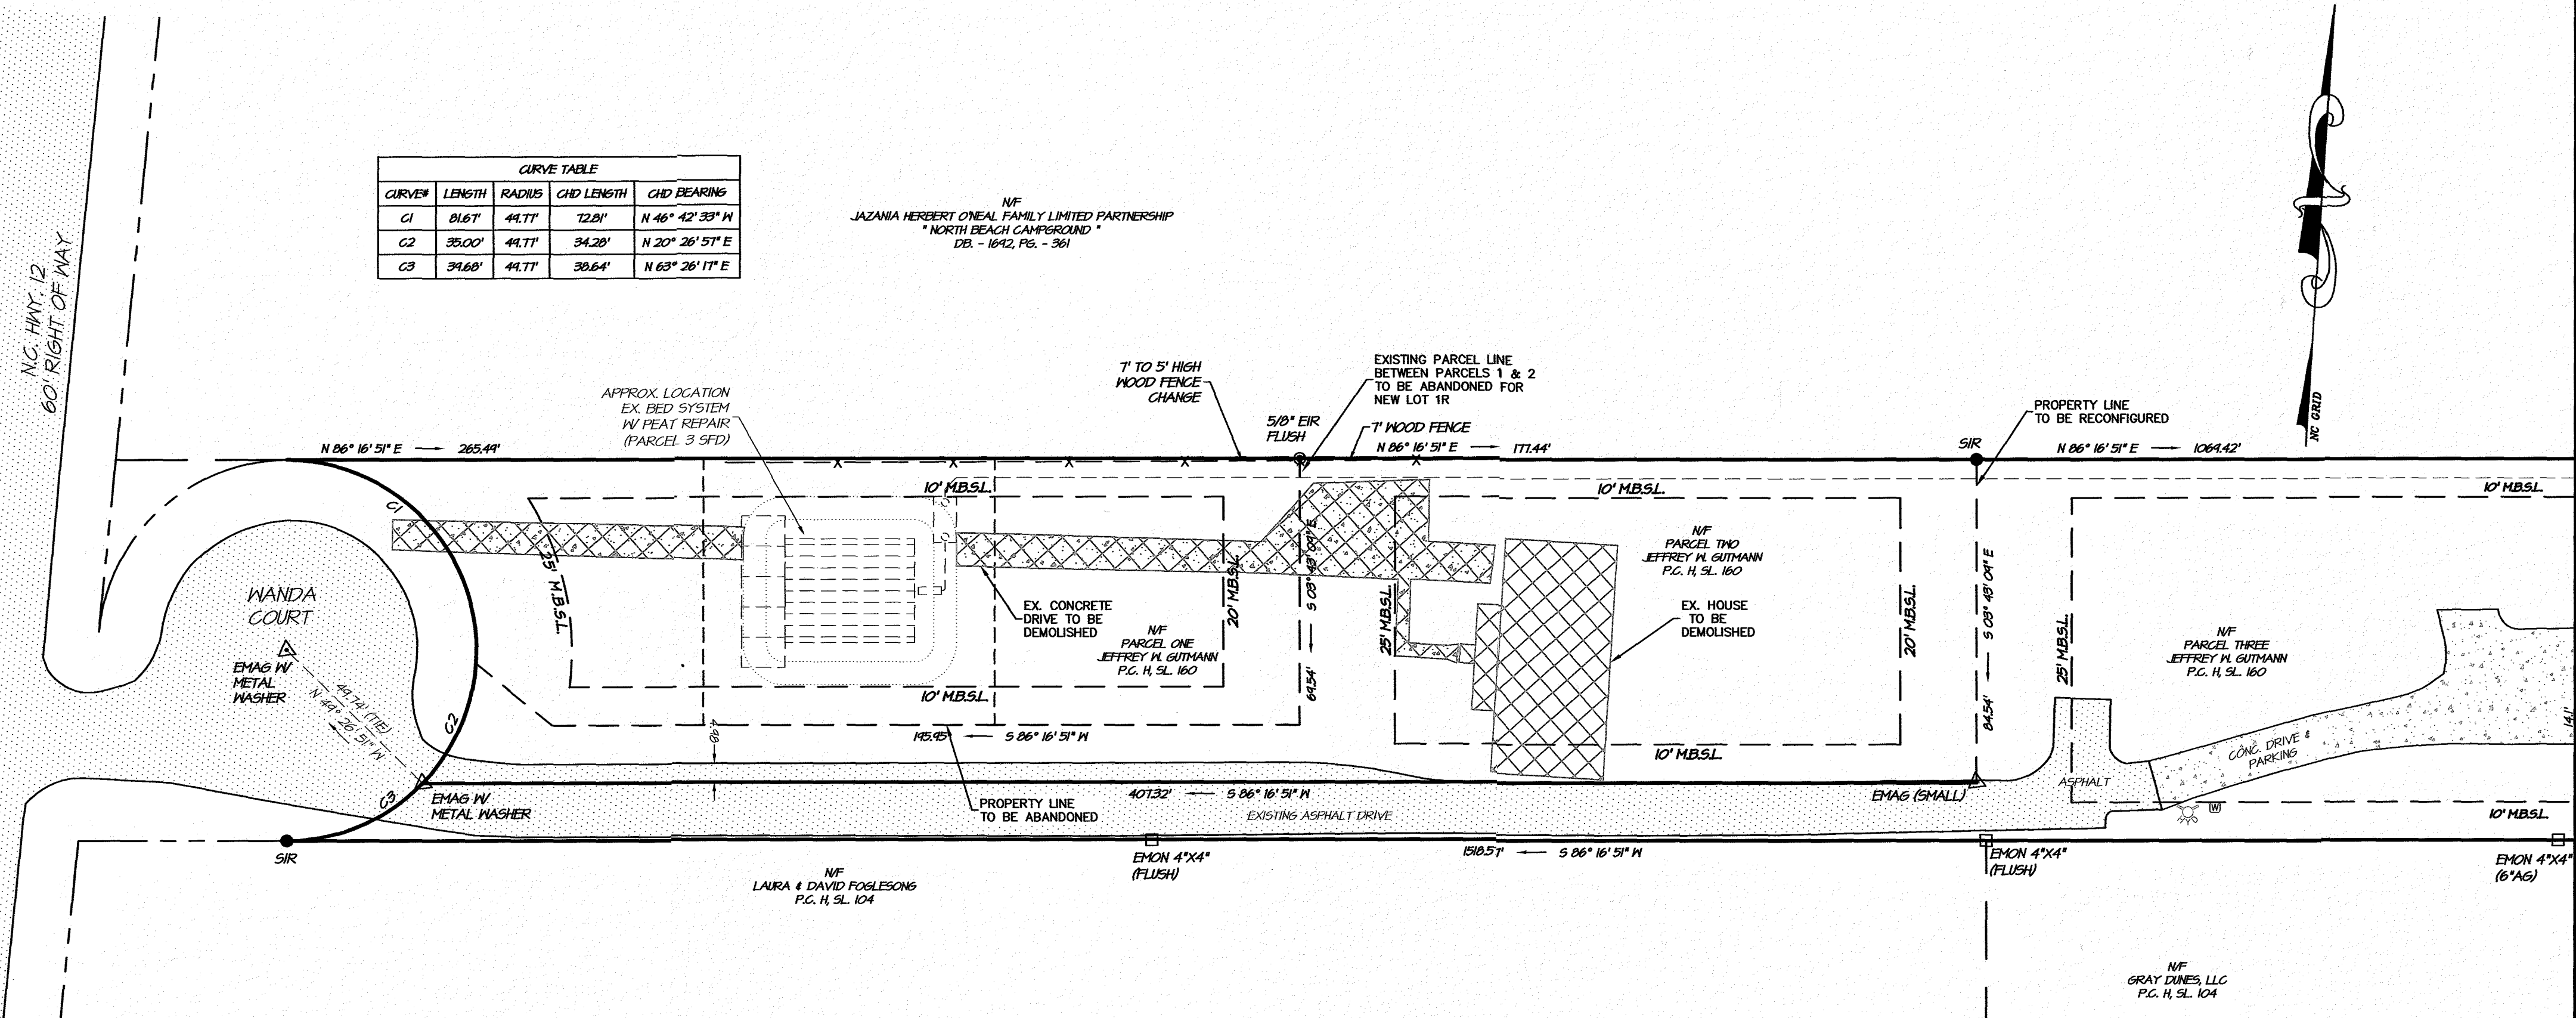 CURVE TABLE
CURVE# LENGTH RADIUS CHD LENGTH CHD BEARING
C1 81.67' 49.77' 72.81' N 46° 42' 33" W
C2 35.00' 49.77' 34.28' N 20° 26' 57" E
C3 39.68' 49.77' 38.64' N 63° 26' 17" E
N/F
JAZANIA HERBERT O'NEAL FAMILY LIMITED PARTNERSHIP
" NORTH BEACH CAMPGROUND "
DB. - 1692, PG. - 361
N.C. HWY. 12
60' RIGHT OF WAY
NC GRID
APPROX. LOCATION
EX. BED SYSTEM
W/ PEAT REPAIR
(PARCEL 3 SFD)
7' TO 5' HIGH
WOOD FENCE
CHANGE
EXISTING PARCEL LINE
BETWEEN PARCELS 1 & 2
TO BE ABANDONED FOR
NEW LOT 1R
5/8" EIR
FLUSH
7' WOOD FENCE
PROPERTY LINE
TO BE RECONFIGURED
N 86° 16' 51" E 265.49'
N 86° 16' 51" E 177.44'
SIR
N 86° 16' 51" E 1069.42'
10' M.B.S.L.
10' M.B.S.L.
10' M.B.S.L.
C1
25' M.B.S.L.
WANDA
COURT
EMAG W/
METAL
WASHER
49.74' (TIE)
N 49° 26' 51" W
C2
C3
EMAG W/
METAL WASHER
SIR
EX. CONCRETE
DRIVE TO BE
DEMOLISHED
N/F
PARCEL ONE
JEFFREY W. GUTMANN
P.C. H, SL. 160
20' M.B.S.L.
69.54' S 03° 43' 09" E
25' M.B.S.L.
N/F
PARCEL TWO
JEFFREY W. GUTMANN
P.C. H, SL. 160
EX. HOUSE
TO BE
DEMOLISHED
20' M.B.S.L.
84.54' S 03° 43' 09" E
25' M.B.S.L.
N/F
PARCEL THREE
JEFFREY W. GUTMANN
P.C. H, SL. 160
10' M.B.S.L.
195.95' S 86° 16' 51" W
4.98'
10' M.B.S.L.
CONC. DRIVE &
PARKING
ASPHALT
W
14.1'
10' M.B.S.L.
PROPERTY LINE
TO BE ABANDONED
407.32' S 86° 16' 51" W
EXISTING ASPHALT DRIVE
EMAG (SMALL)
EMON 4"X4"
(FLUSH)
1518.57' S 86° 16' 51" W
EMON 4"X4"
(FLUSH)
EMON 4"X4"
(6"AG)
N/F
LAURA & DAVID FOGLESONG
P.C. H, SL. 104
N/F
GRAY DUNES, LLC
P.C. H, SL. 104